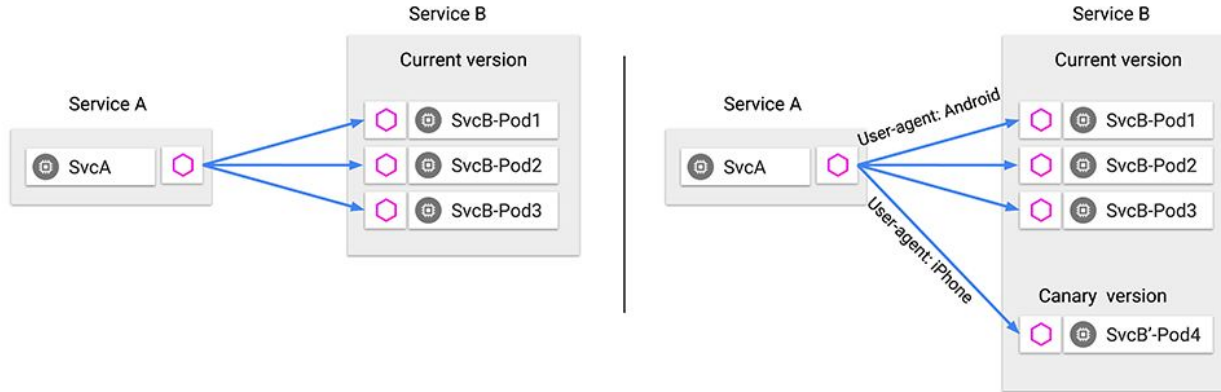 Service B
Current version
Service A
SvcA
SvcB-Pod1
SvcB-Pod2
SvcB-Pod3
Service B
Current version
Service A
SvcA
User-agent: Android
User-agent: iPhone
SvcB-Pod1
SvcB-Pod2
SvcB-Pod3
Canary version
SvcB'-Pod4